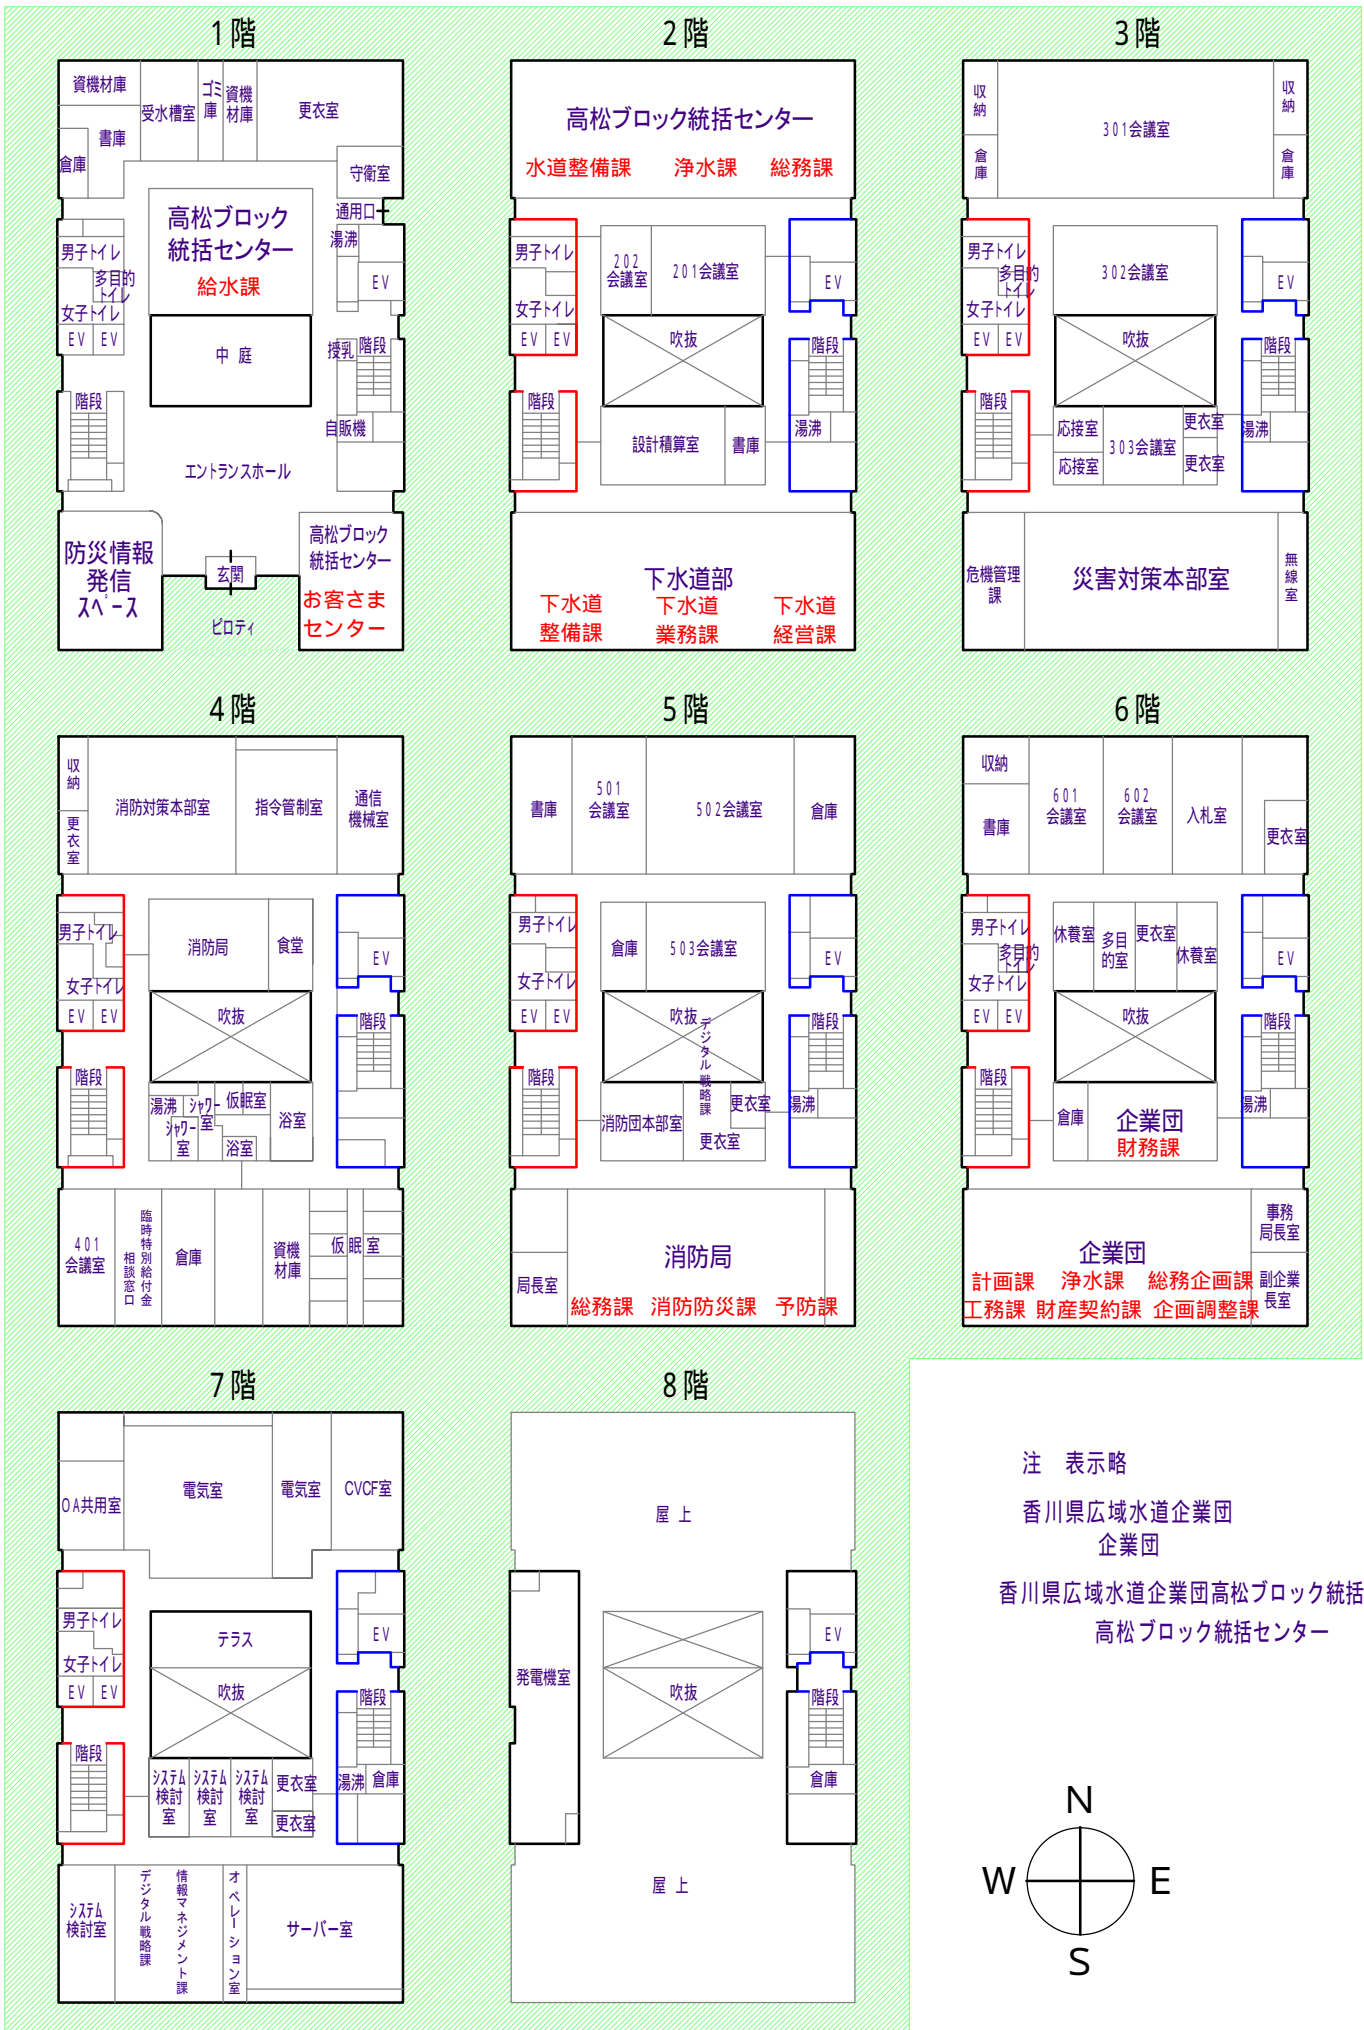 1階
資機材庫
受水槽室
ゴミ
庫
資機
材庫
更衣室
書庫
倉庫
守衛室
通用口
高松ブロック
統括センター
給水課
湯沸
男子トイレ
多目的
トイレ
女子トイレ
EV
EV
EV
中 庭
授乳
階段
階段
自販機
エントランスホール
防災情報
発信
スペース
玄関
ピロティ
高松ブロック
統括センター
お客さま
センター
2階
高松ブロック統括センター
水道整備課
浄水課
総務課
男子トイレ
女子トイレ
EV
EV
202
会議室
201会議室
EV
吹抜
階段
階段
設計積算室
書庫
湯沸
下水道部
下水道
整備課
下水道
業務課
下水道
経営課
3階
収納
倉庫
301会議室
収納
倉庫
男子トイレ
多目的
トイレ
女子トイレ
EV
EV
302会議室
EV
吹抜
階段
階段
応接室
応接室
303会議室
更衣室
更衣室
湯沸
危機管理
課
災害対策本部室
無線室
4階
収納
更衣室
消防対策本部室
指令管制室
通信
機械室
男子トイレ
女子トイレ
EV
EV
消防局
食堂
EV
吹抜
階段
階段
湯沸
シャワー
室
シャワー
室
仮眠室
浴室
浴室
401
会議室
臨時特別給付金
相談窓口
倉庫
資機
材庫
仮眠室
5階
書庫
501
会議室
502会議室
倉庫
男子トイレ
女子トイレ
EV
EV
倉庫
503会議室
EV
吹抜
デジタル戦略課
階段
階段
消防団本部室
更衣室
更衣室
湯沸
局長室
消防局
総務課
消防防災課
予防課
6階
収納
書庫
601
会議室
602
会議室
入札室
更衣室
男子トイレ
多目的
トイレ
女子トイレ
EV
EV
休養室
多目
的室
更衣室
休養室
EV
吹抜
階段
階段
倉庫
企業団
財務課
湯沸
企業団
計画課
浄水課
総務企画課
工務課
財産契約課
企画調整課
事務
局長室
副企業
長室
7階
OA共用室
電気室
電気室
CVCF室
男子トイレ
女子トイレ
EV
EV
テラス
吹抜
EV
階段
階段
システム
検討
室
システム
検討
室
システム
検討
室
更衣室
更衣室
湯沸
倉庫
システム
検討室
デジタル戦略課
情報マネジメント課
オペレーション室
サーバー室
8階
屋 上
発電機室
吹抜
EV
階段
倉庫
屋 上
注 表示略
香川県広域水道企業団
企業団
香川県広域水道企業団高松ブロック統括
高松ブロック統括センター
N
W
E
S